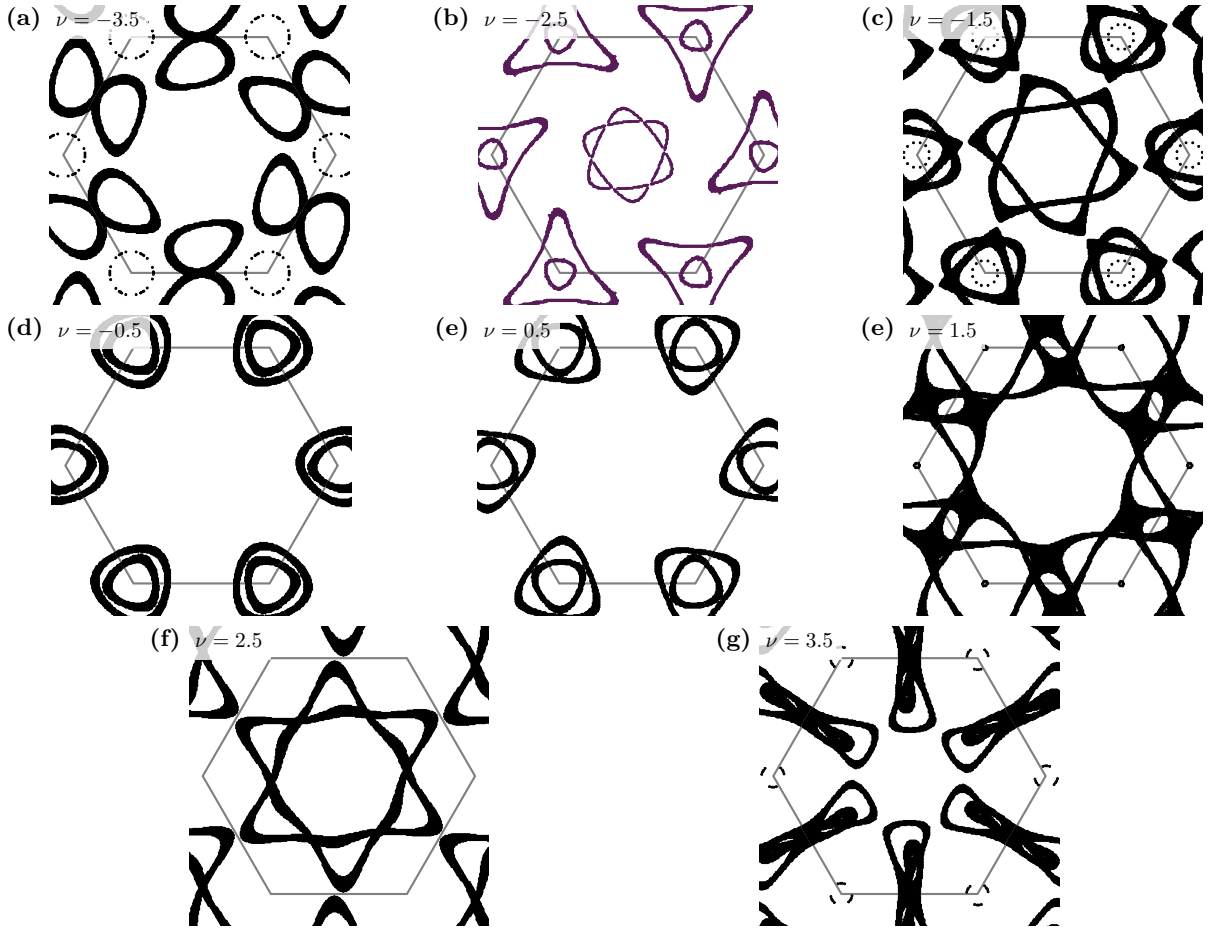 (a) ν = −3.5
(b) ν = −2.5
(c) ν = −1.5
(d) ν = −0.5
(e) ν = 0.5
(e) ν = 1.5
(f) ν = 2.5
(g) ν = 3.5